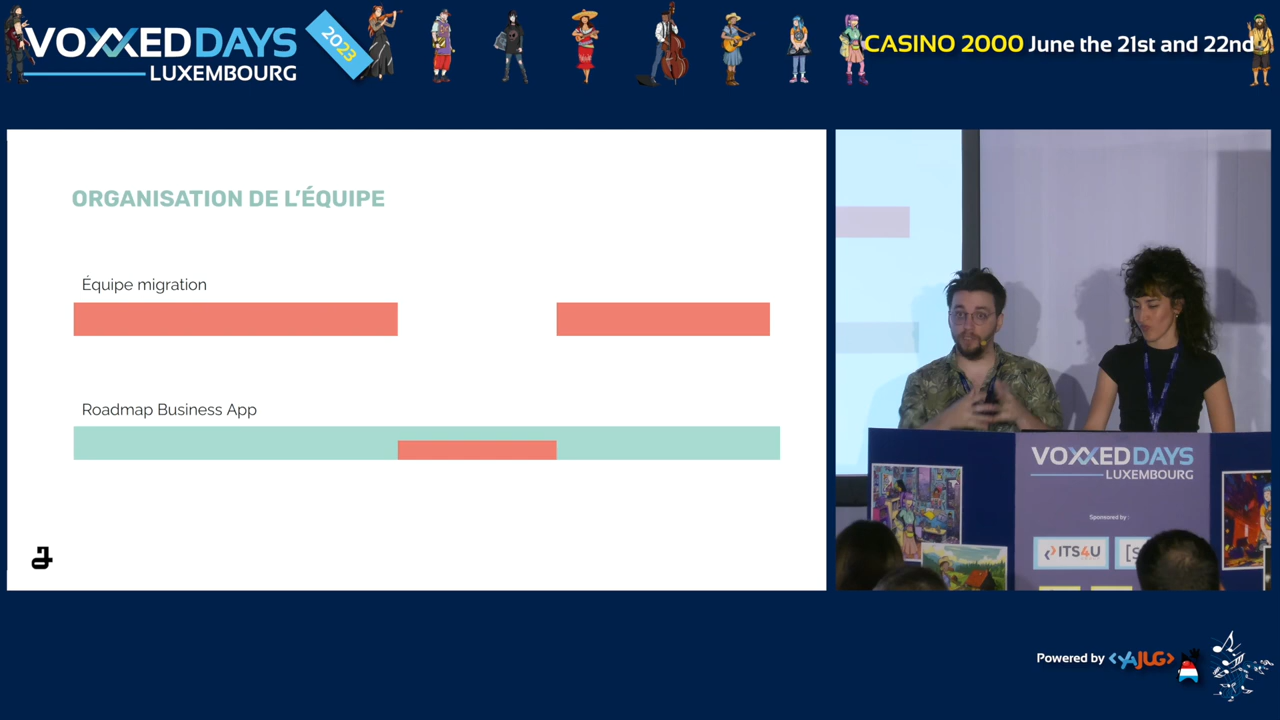 VOXXEDDAYS
LUXEMBOURG
2023
CASINO 2000 June the 21st and 22nd
ORGANISATION DE L'ÉQUIPE
Équipe migration
Roadmap Business App
VOXXEDDAYS
LUXEMBOURG
Sponsored by :
ITS4U
Powered by <YAJUG>